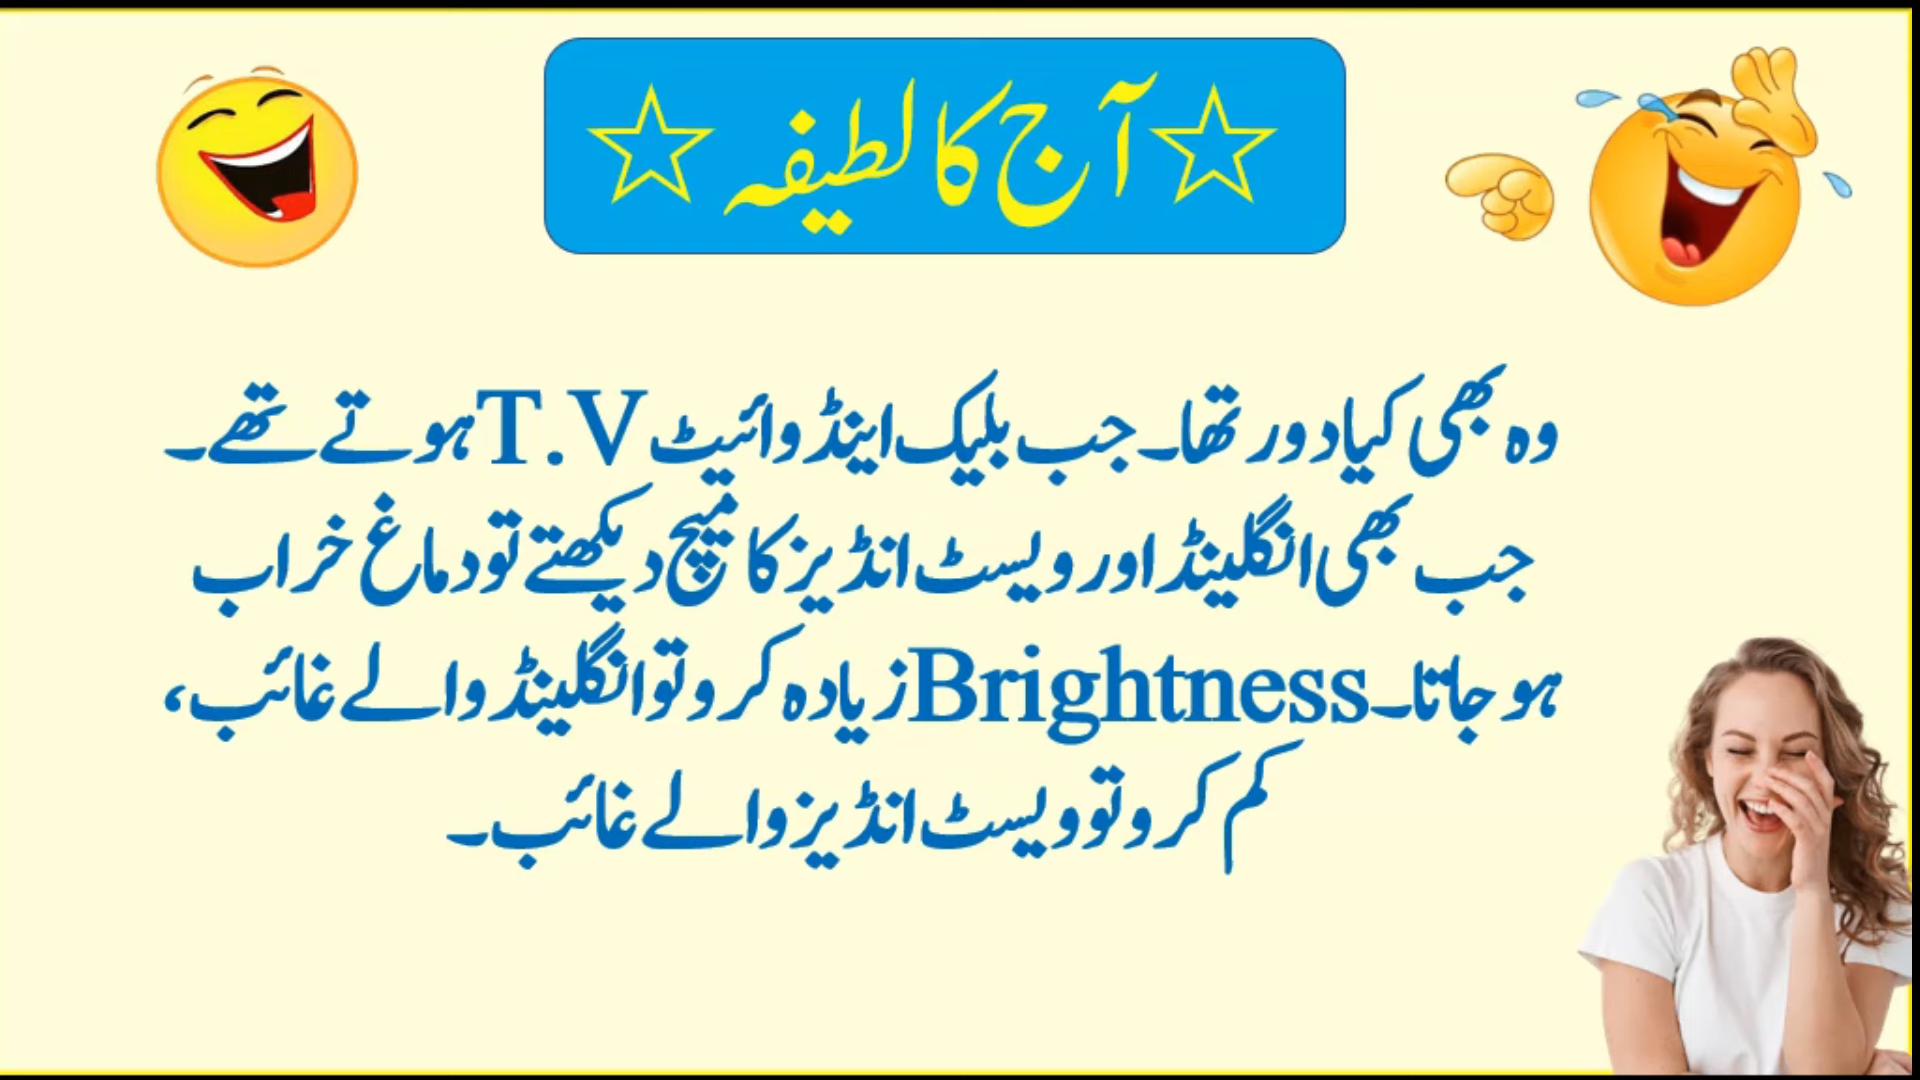 ☆آج کا لطیفہ☆
وہ بھی کیا دور تھا۔ جب بلیک اینڈ وائیٹ T.V ہوتے تھے۔
جب بھی انگلینڈ اور ویسٹ انڈیز کا میچ دیکھتے تو دماغ خراب
ہو جاتا۔ Brightness زیادہ کرو تو انگلینڈ والے غائب،
کم کرو تو ویسٹ انڈیز والے غائب۔